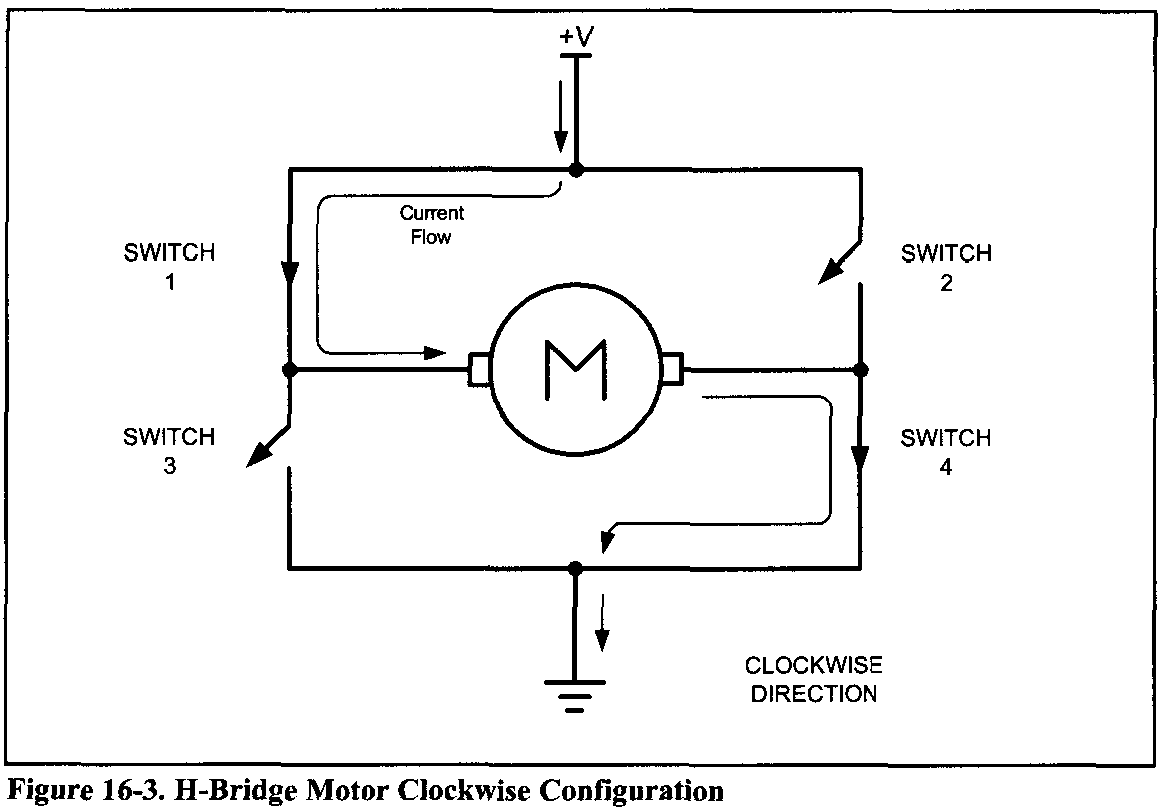 +V
Current
Flow
SWITCH
1
SWITCH
2
M
SWITCH
3
SWITCH
4
CLOCKWISE
DIRECTION
Figure 16-3. H-Bridge Motor Clockwise Configuration